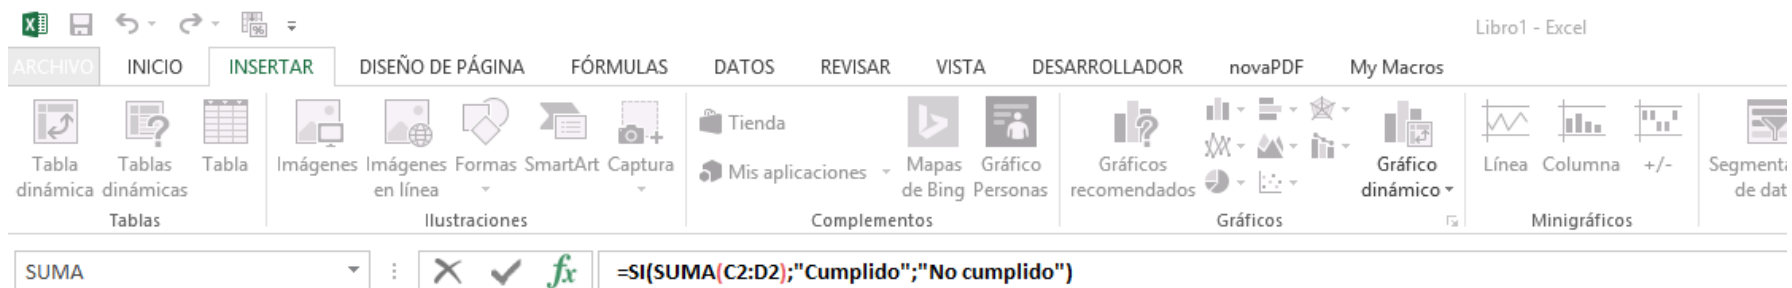 Libro1 - Excel
ARCHIVO INICIO INSERTAR DISEÑO DE PÁGINA FÓRMULAS DATOS REVISAR VISTA DESARROLLADOR novaPDF My Macros
Tienda
Mis aplicaciones
Tabla Tablas Tabla Imágenes Imágenes Formas SmartArt Captura Mapas Gráfico Gráficos Gráfico Línea Columna +/- Segmenta
dinámica dinámicas en línea de Bing Personas recomendados dinámico de dat
Tablas Ilustraciones Complementos Gráficos Minigráficos
SUMA fx =SI(SUMA(C2:D2);"Cumplido";"No cumplido")